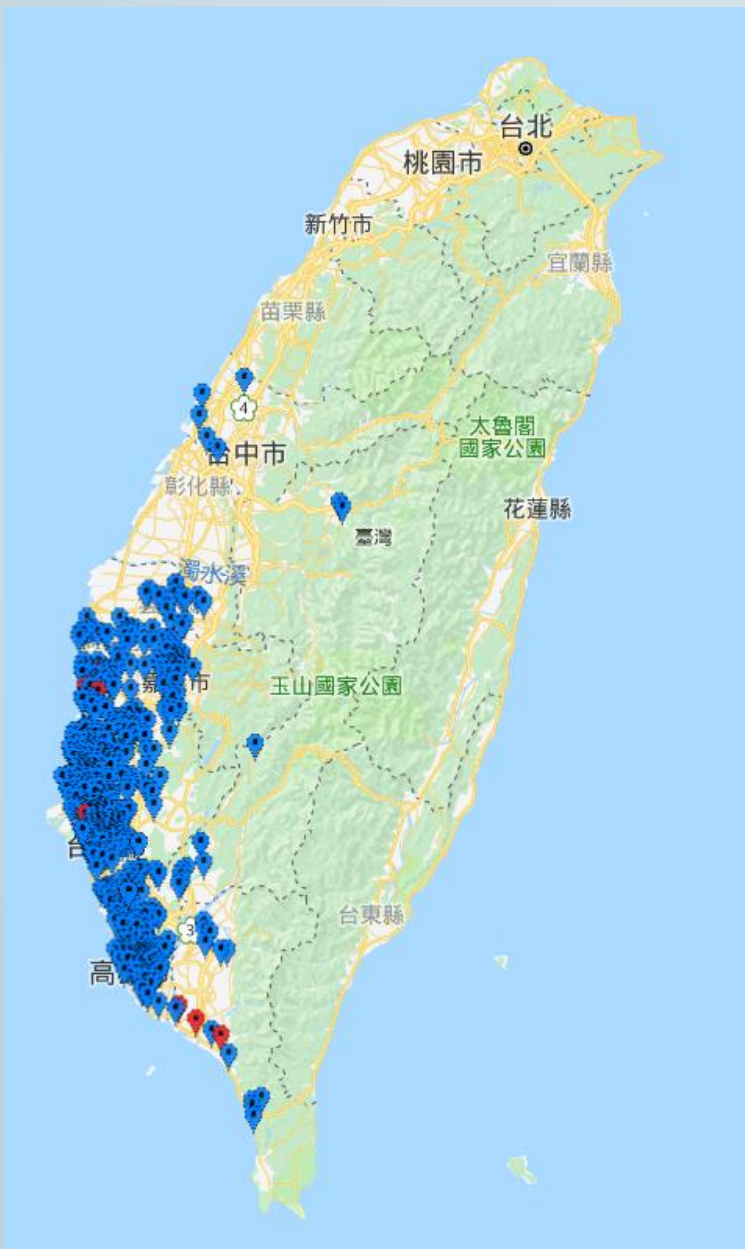 台北
桃園市
新竹市
宜蘭縣
苗栗縣
4
太魯閣
國家公園
台中市
彰化縣
花蓮縣
臺灣
濁水溪
市
玉山國家公園
台
台東縣
3
高